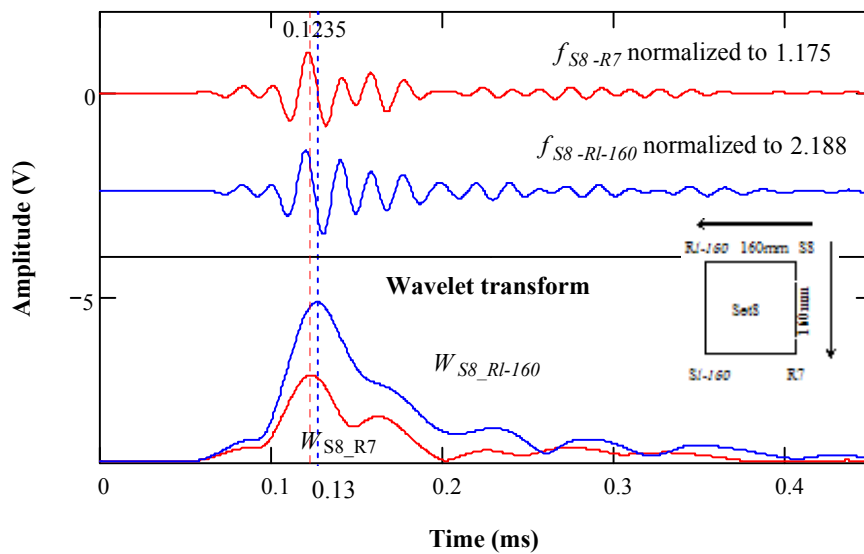 0.1235
f S8-R7 normalized to 1.175
0
f S8-Rl-160 normalized to 2.188
Amplitude (V)
Rl-160 160mm S8
160mm
Set8
Sl-160 R7
Wavelet transform
−5
W S8_Rl-160
W S8_R7
0 0.1 0.13 0.2 0.3 0.4
Time (ms)